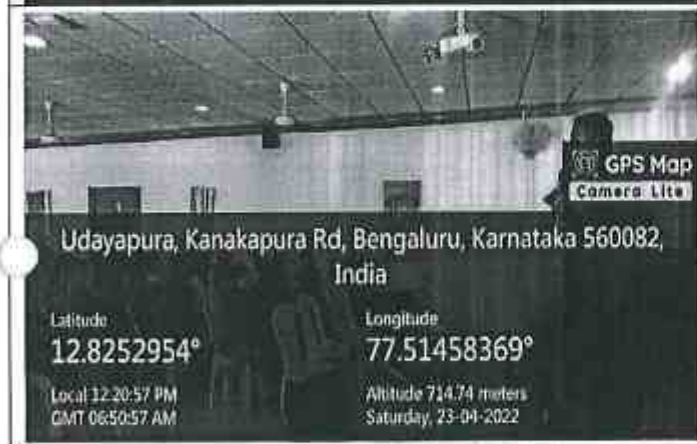 GPS Map
Camera Lite
Udayapura, Kanakapura Rd, Bengaluru, Karnataka 560082,
India
Latitude
Longitude
12.8252954°
77.51458369°
Local 12:20:57 PM
Altitude 714.74 meters
GMT 06:50:57 AM
Saturday, 23-04-2022